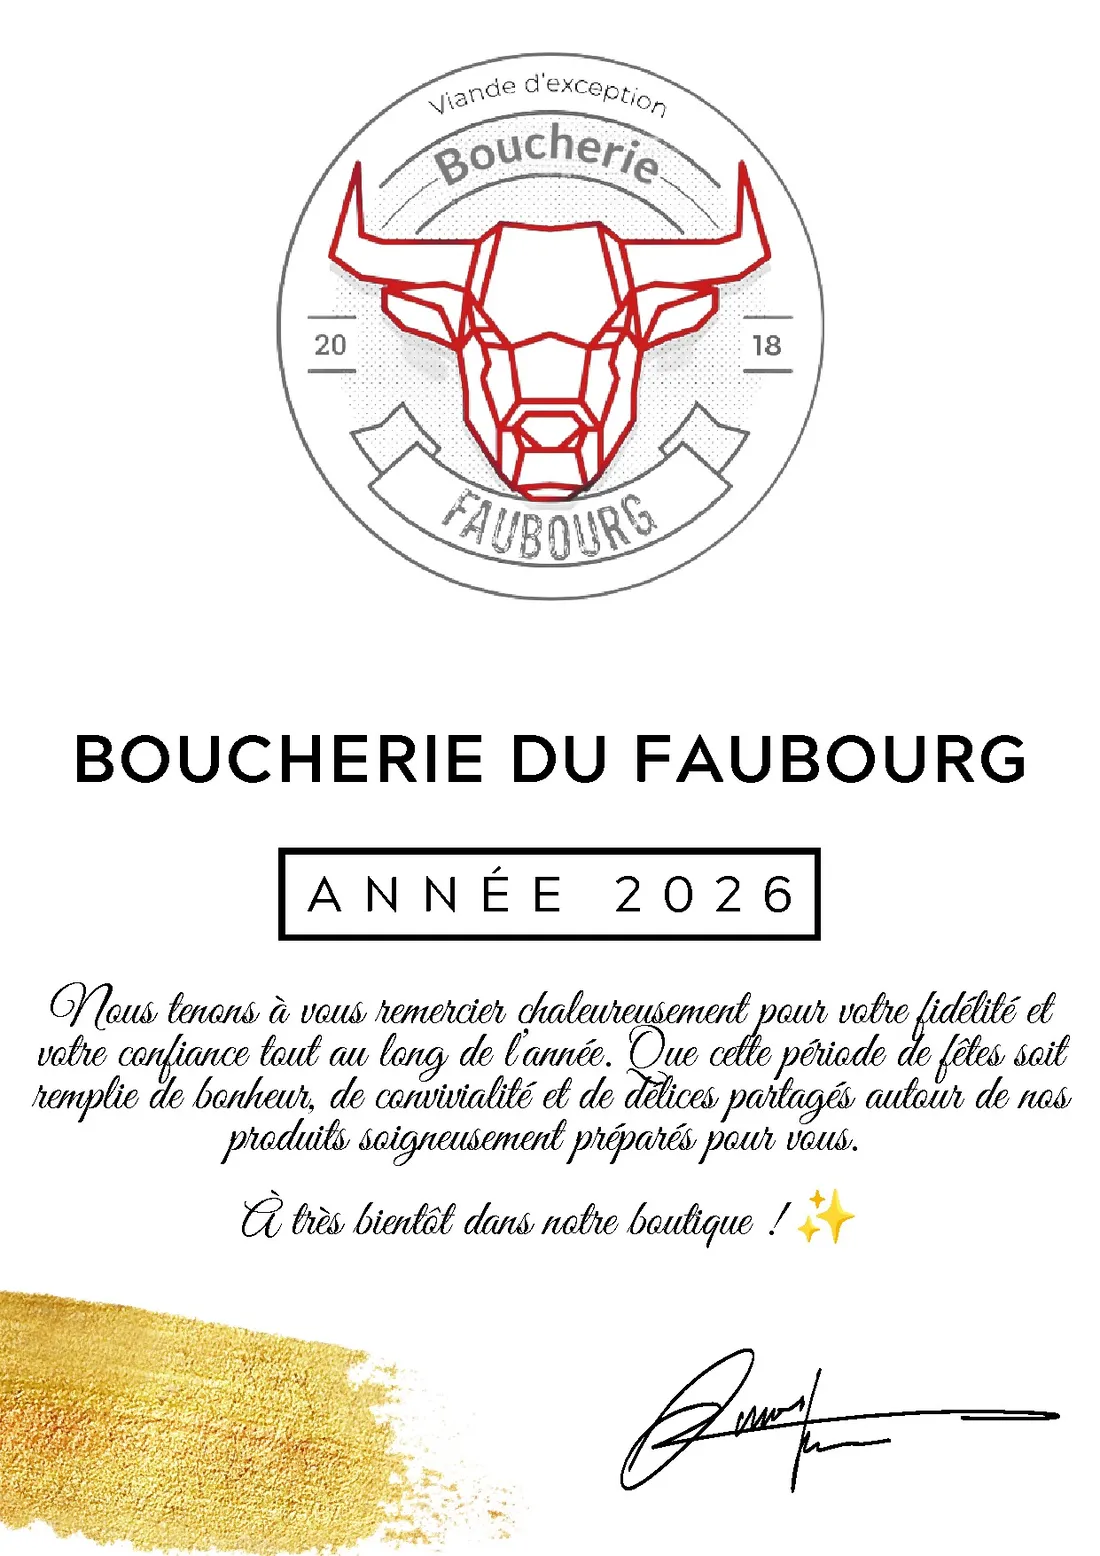 Viande d'exception
Boucherie
20 18
FAUBOURG
BOUCHERIE DU FAUBOURG
ANNÉE 2026
Nous tenons à vous remercier chaleureusement pour votre fidélité et
votre confiance tout au long de l'année. Que cette période de fêtes soit
remplie de bonheur, de convivialité et de délices partagés autour de nos
produits soigneusement préparés pour vous.
À très bientôt dans notre boutique ! ✨